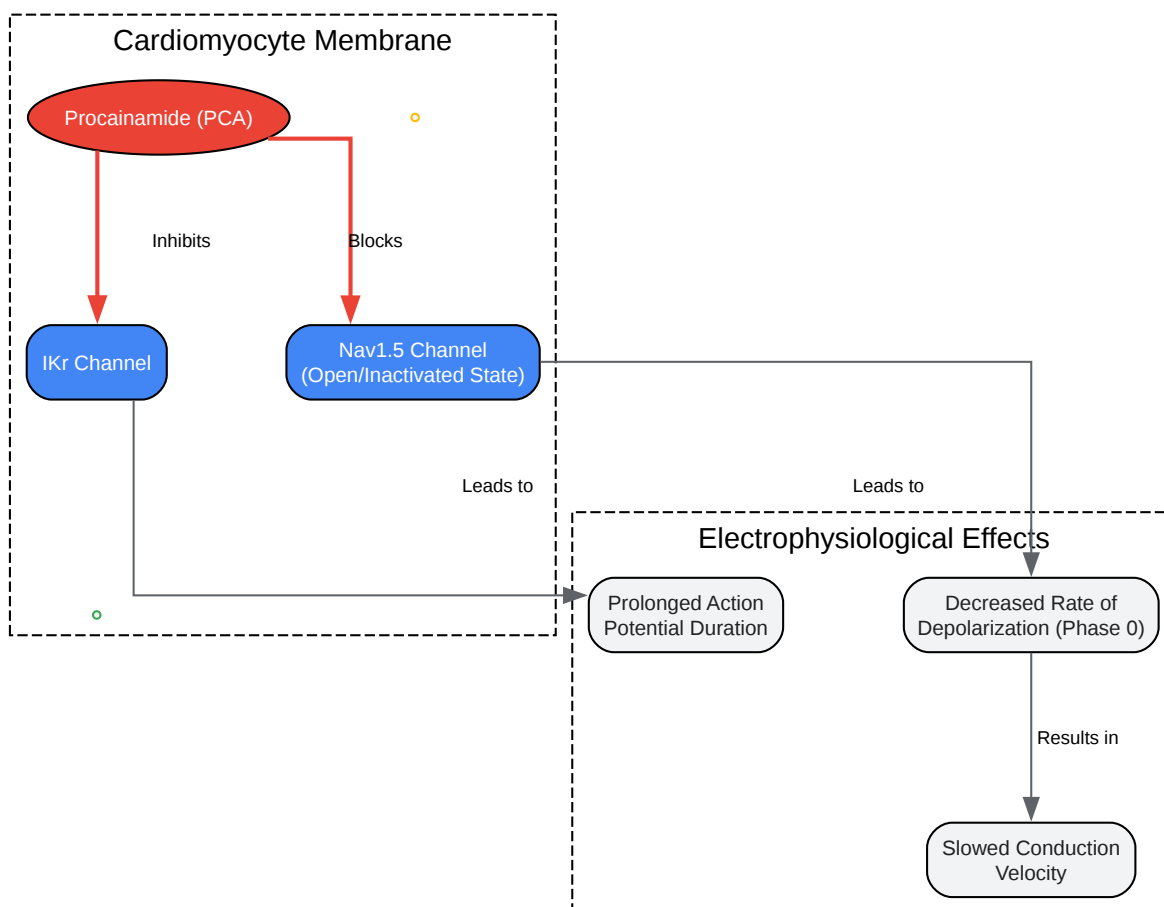 Cardiomyocyte Membrane
Procainamide (PCA)
Inhibits
Blocks
IKr Channel
Nav1.5 Channel
(Open/Inactivated State)
Leads to
Leads to
Electrophysiological Effects
Prolonged Action
Potential Duration
Decreased Rate of
Depolarization (Phase 0)
Results in
Slowed Conduction
Velocity